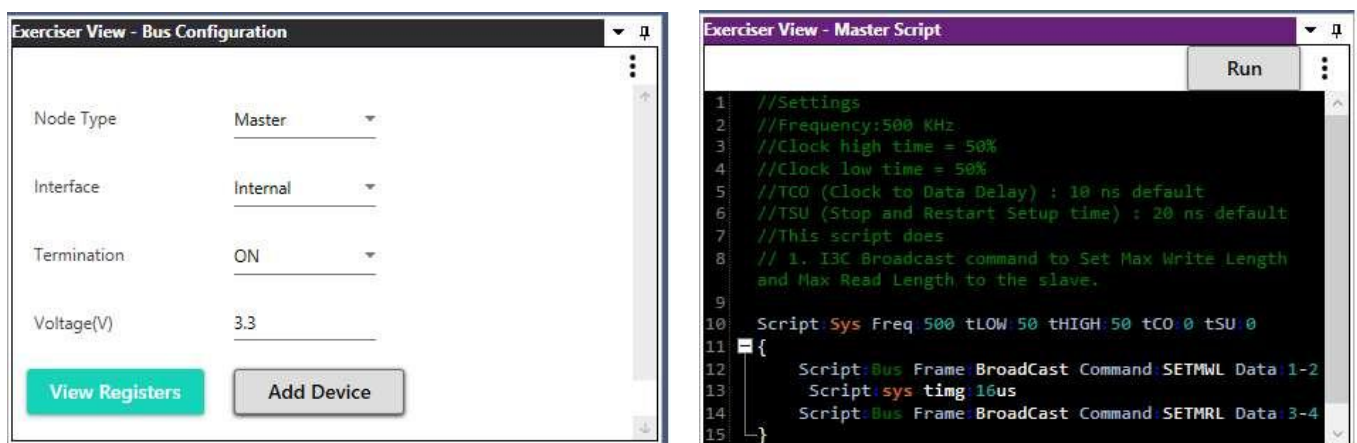 Exerciser View - Bus Configuration
Node Type Master
Interface Internal
Termination ON
Voltage(V) 3.3
View Registers Add Device
Exerciser View - Master Script
Run
1 //Settings
2 //Frequency:500 KHz
3 //Clock high time = 50%
4 //Clock low time = 50%
5 //TCO (Clock to Data Delay) : 10 ns default
6 //TSU (Stop and Restart Setup time) : 20 ns default
7 //This script does
8 // 1. I3C Broadcast command to Set Max Write Length
and Max Read Length to the slave.
9
10 Script:Sys Freq:500 tLOW:50 tHIGH:50 tCO:0 tSU:0
11 {
12 Script:Bus Frame:BroadCast Command:SETMWL Data:1-2
13 Script:sys timg:16us
14 Script:Bus Frame:BroadCast Command:SETMRL Data:3-4
15 }